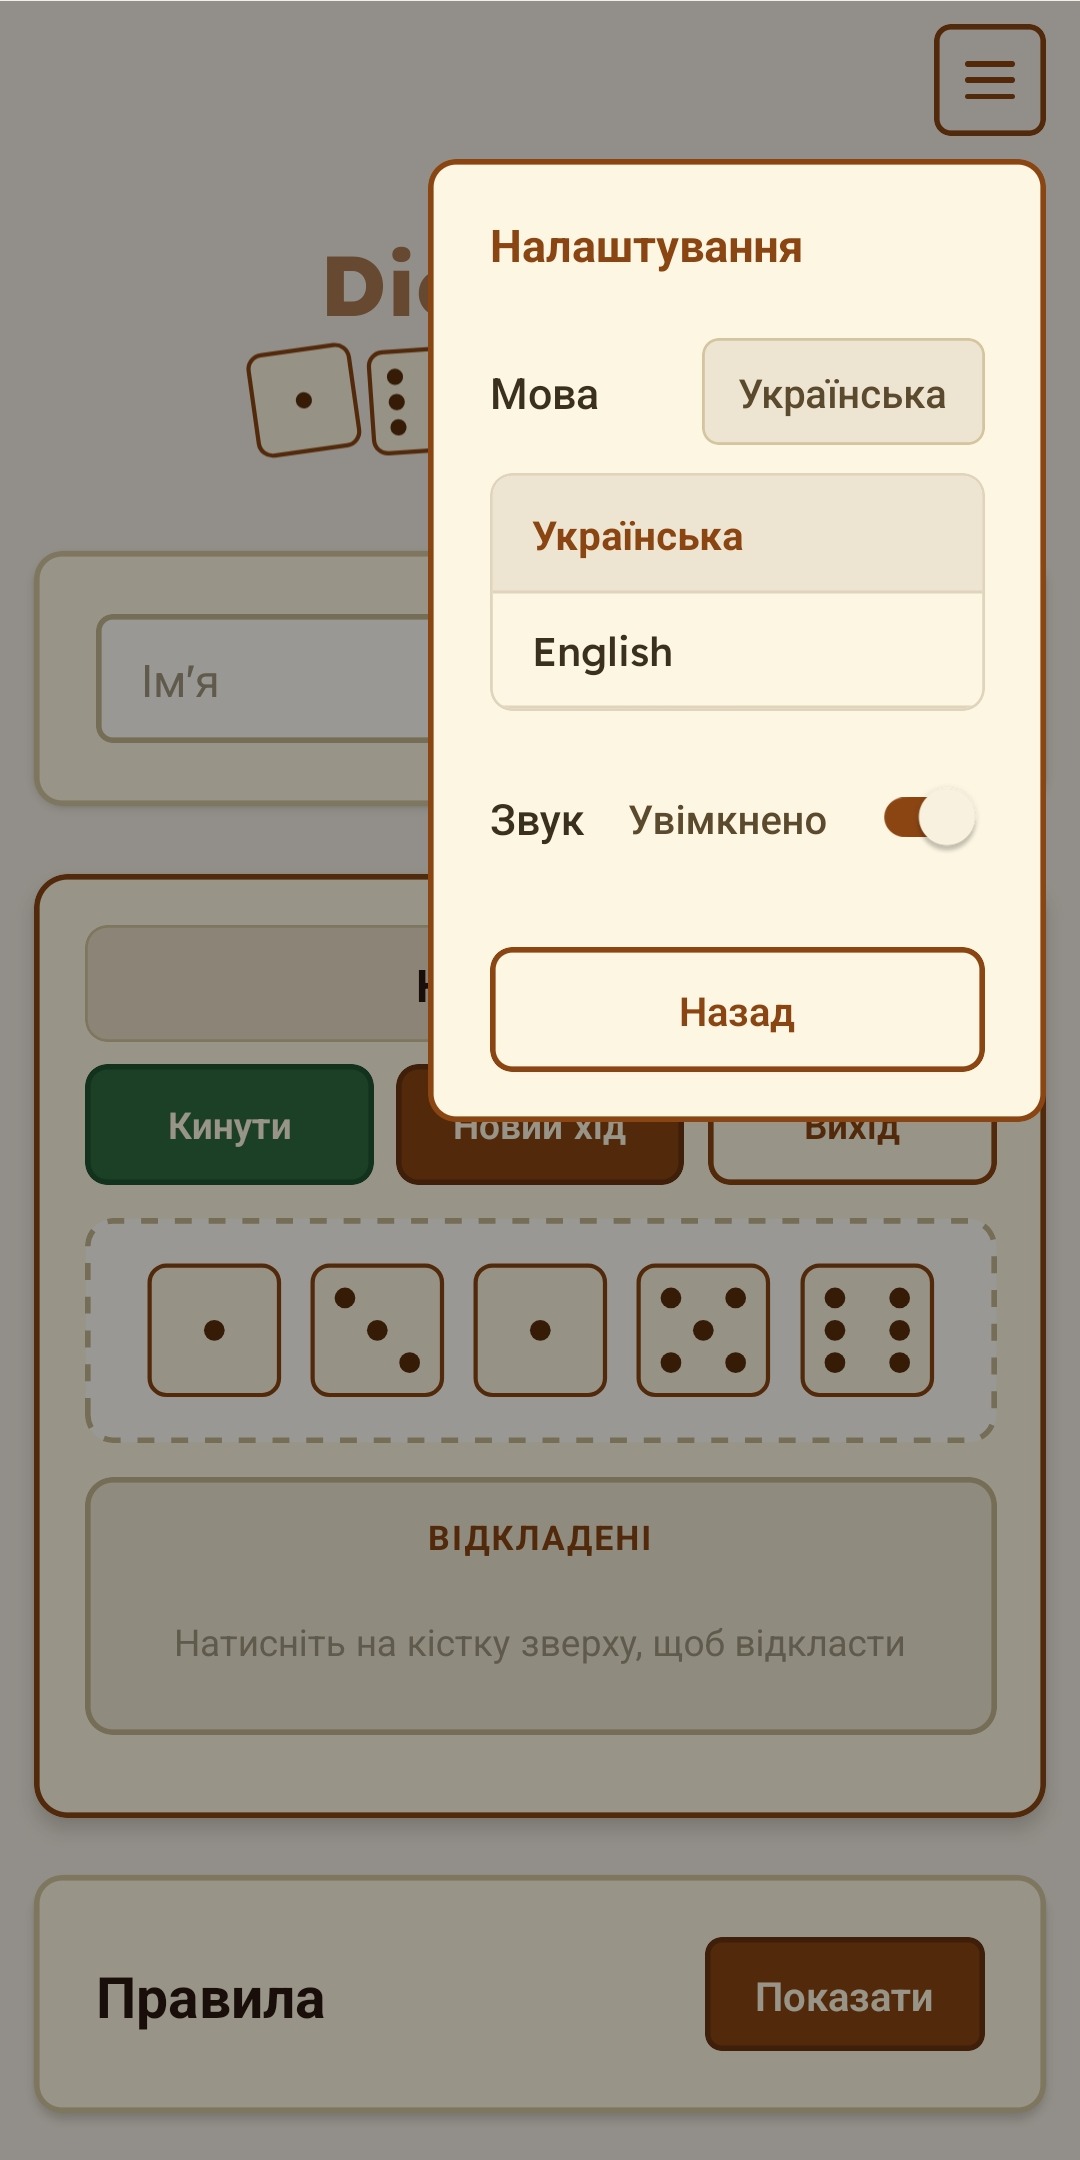 Налаштування
Мова
Українська
Українська
English
Ім’я
Звук Увімкнено
Назад
Кинути
Новий хід
Вихід
ВІДКЛАДЕНІ
Натисніть на кістку зверху, щоб відкласти
Правила
Показати